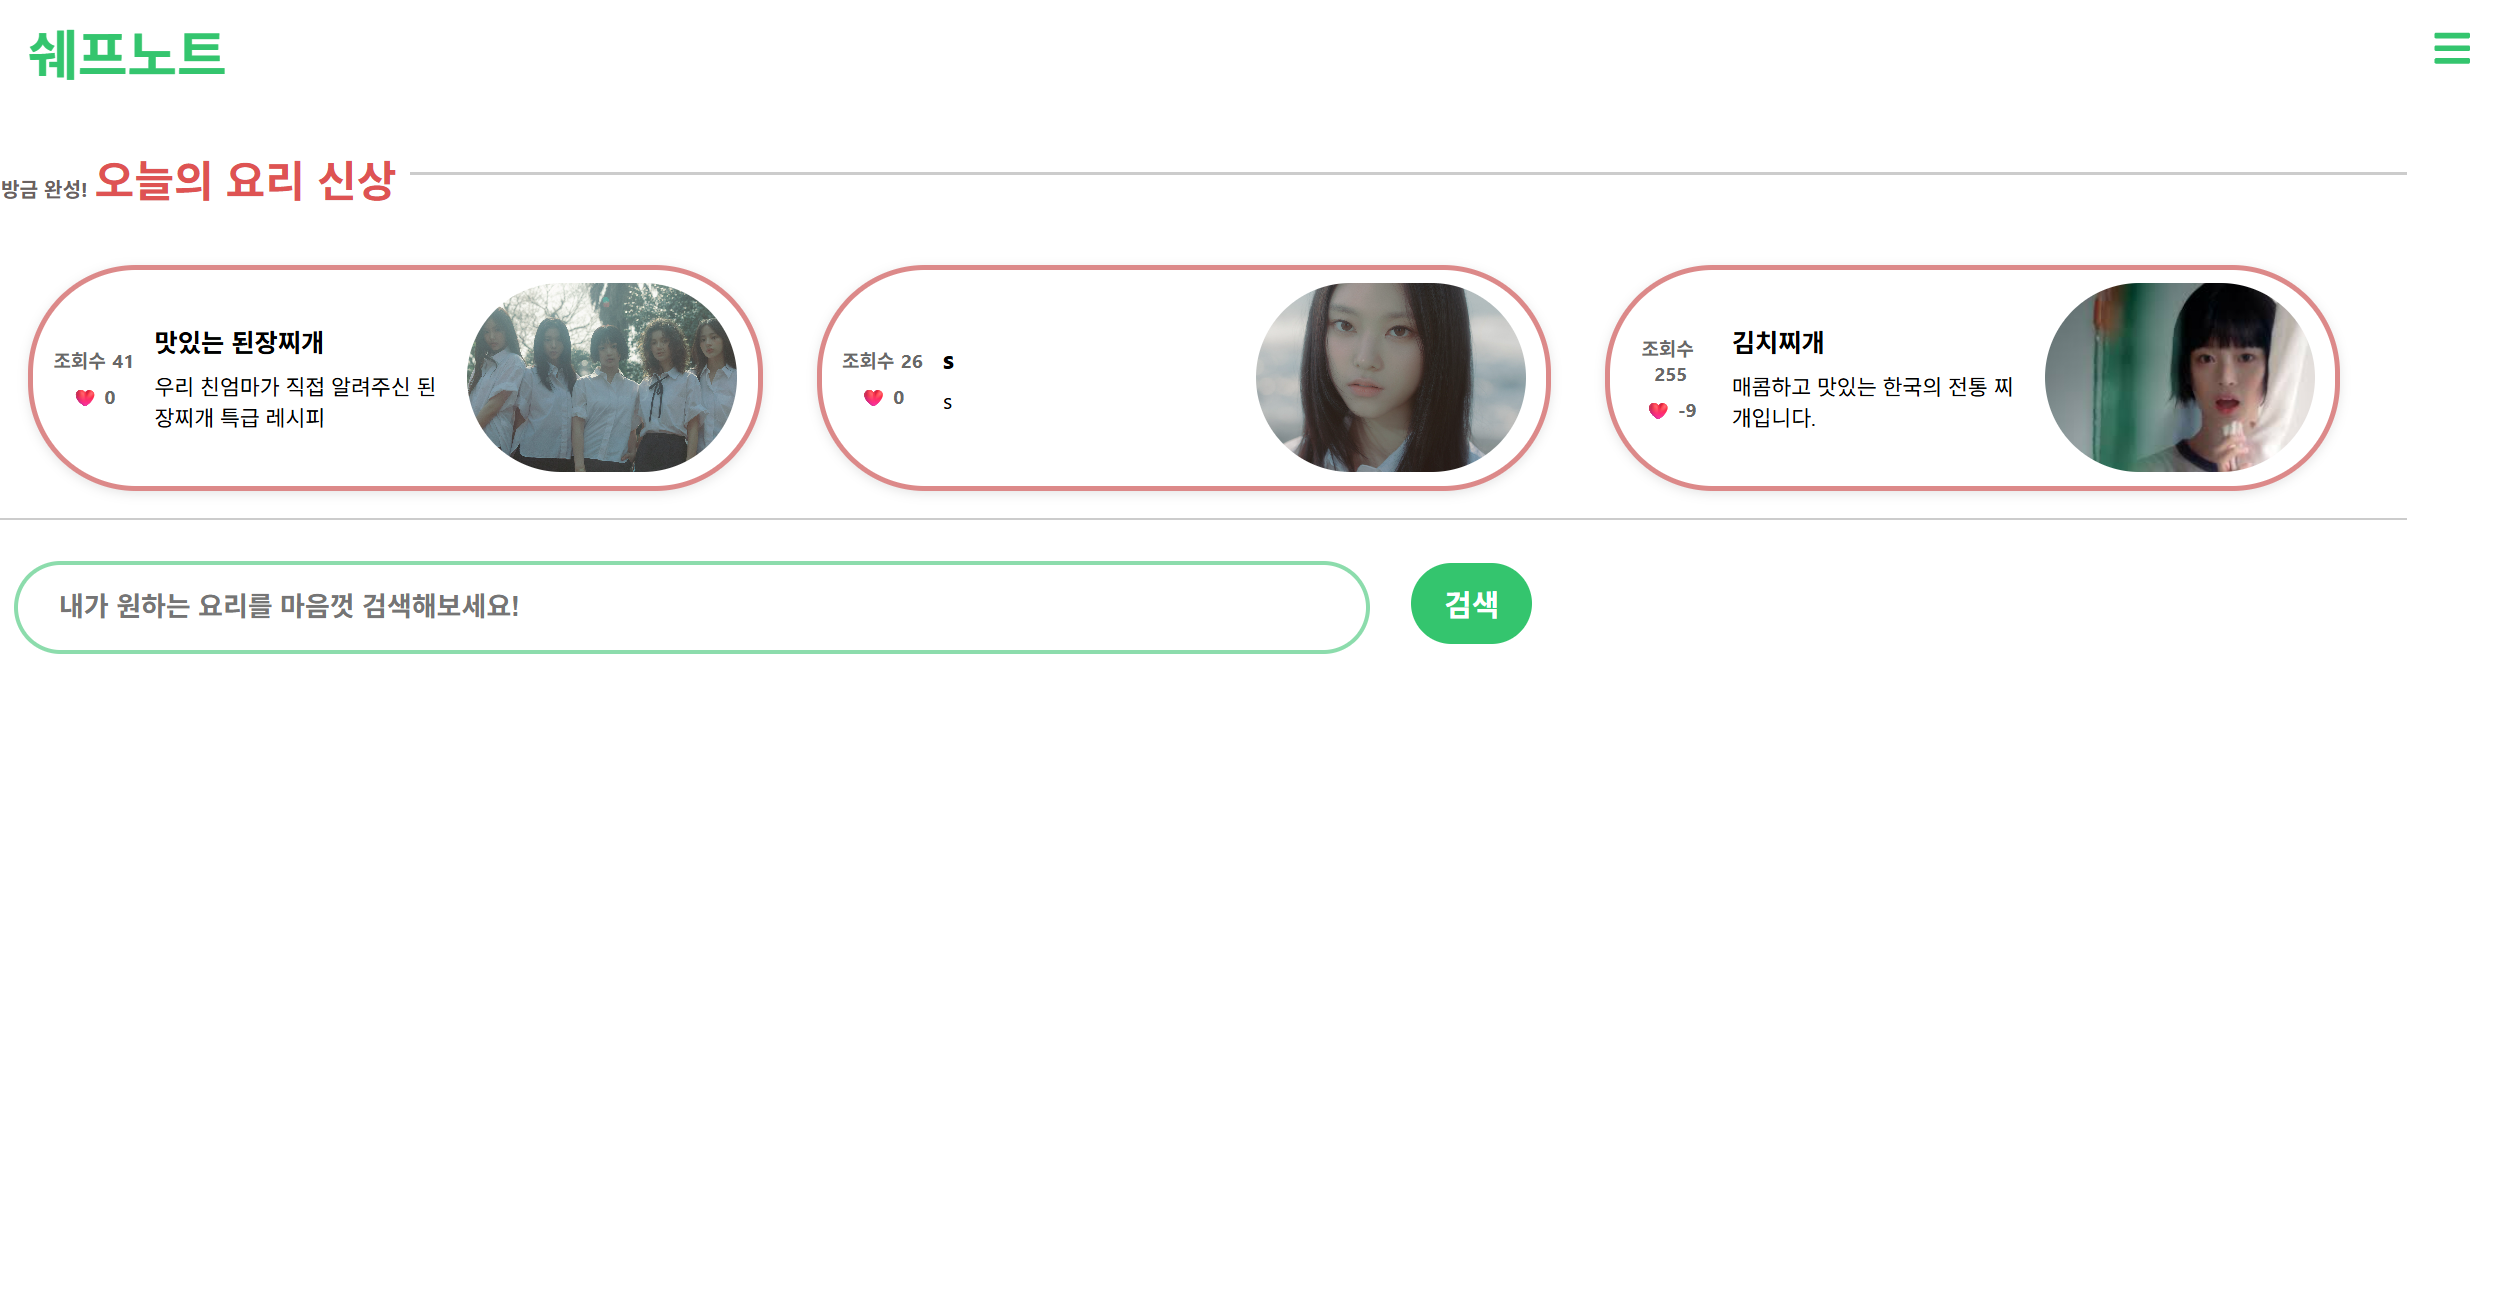 쉐프노트
방금 완성! 오늘의 요리 신상
조회수 41
0
맛있는 된장찌개
우리 친엄마가 직접 알려주신 된
장찌개 특급 레시피
조회수 26
0
s
s
조회수
255
-9
김치찌개
매콤하고 맛있는 한국의 전통 찌
개입니다.
내가 원하는 요리를 마음껏 검색해보세요!
검색